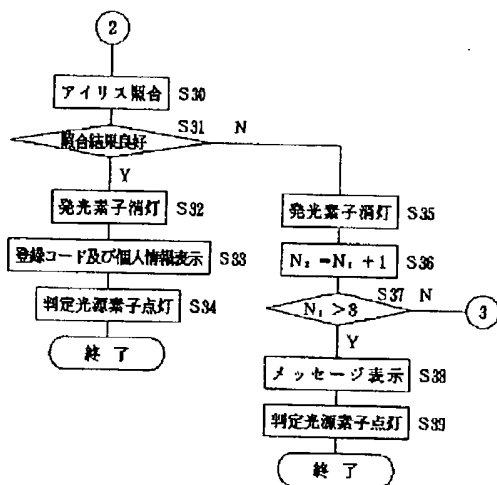 2
アイリス照合 S30
照合結果良好 S31 N
Y
発光素子消灯 S32
登録コード及び個人情報表示 S33
判定光源素子点灯 S34
終了
発光素子消灯 S35
N₂ = N₁ + 1 S36
N₁ > 3 S37 N
3
Y
メッセージ表示 S38
判定光源素子点灯 S39
終了